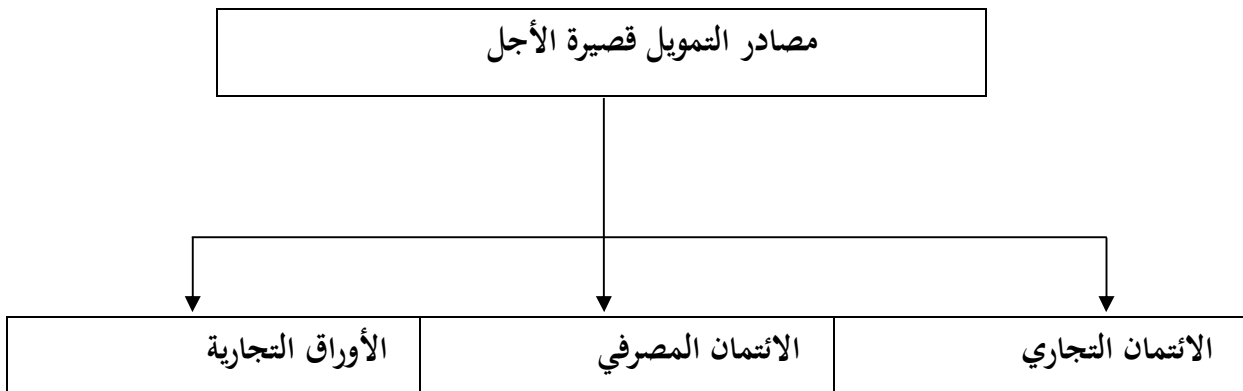 مصادر التمويل قصيرة الأجل
الائتمان التجاري
الائتمان المصرفي
الأوراق التجارية